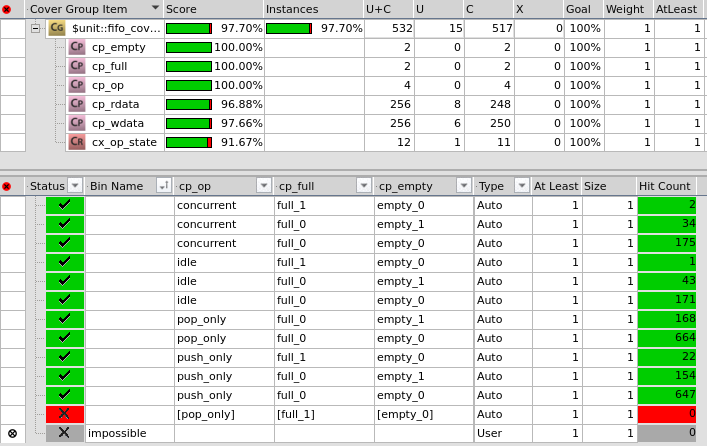 Cover Group Item Score Instances U+C U C X Goal Weight AtLeast
CG $unit::fifo_cov... 97.70% 97.70% 532 15 517 0 100% 1 1
CP cp_empty 100.00% 2 0 2 0 100% 1 1
CP cp_full 100.00% 2 0 2 0 100% 1 1
CP cp_op 100.00% 4 0 4 0 100% 1 1
CP cp_rdata 96.88% 256 8 248 0 100% 1 1
CP cp_wdata 97.66% 256 6 250 0 100% 1 1
CR cx_op_state 91.67% 12 1 11 0 100% 1 1
Status Bin Name cp_op cp_full cp_empty Type At Least Size Hit Count
concurrent full_1 empty_0 Auto 1 1 2
concurrent full_0 empty_1 Auto 1 1 34
concurrent full_0 empty_0 Auto 1 1 175
idle full_1 empty_0 Auto 1 1 1
idle full_0 empty_1 Auto 1 1 43
idle full_0 empty_0 Auto 1 1 171
pop_only full_0 empty_1 Auto 1 1 168
pop_only full_0 empty_0 Auto 1 1 664
push_only full_1 empty_0 Auto 1 1 22
push_only full_0 empty_1 Auto 1 1 154
push_only full_0 empty_0 Auto 1 1 647
[pop_only] [full_1] [empty_0] Auto 1 1 0
impossible User 1 0